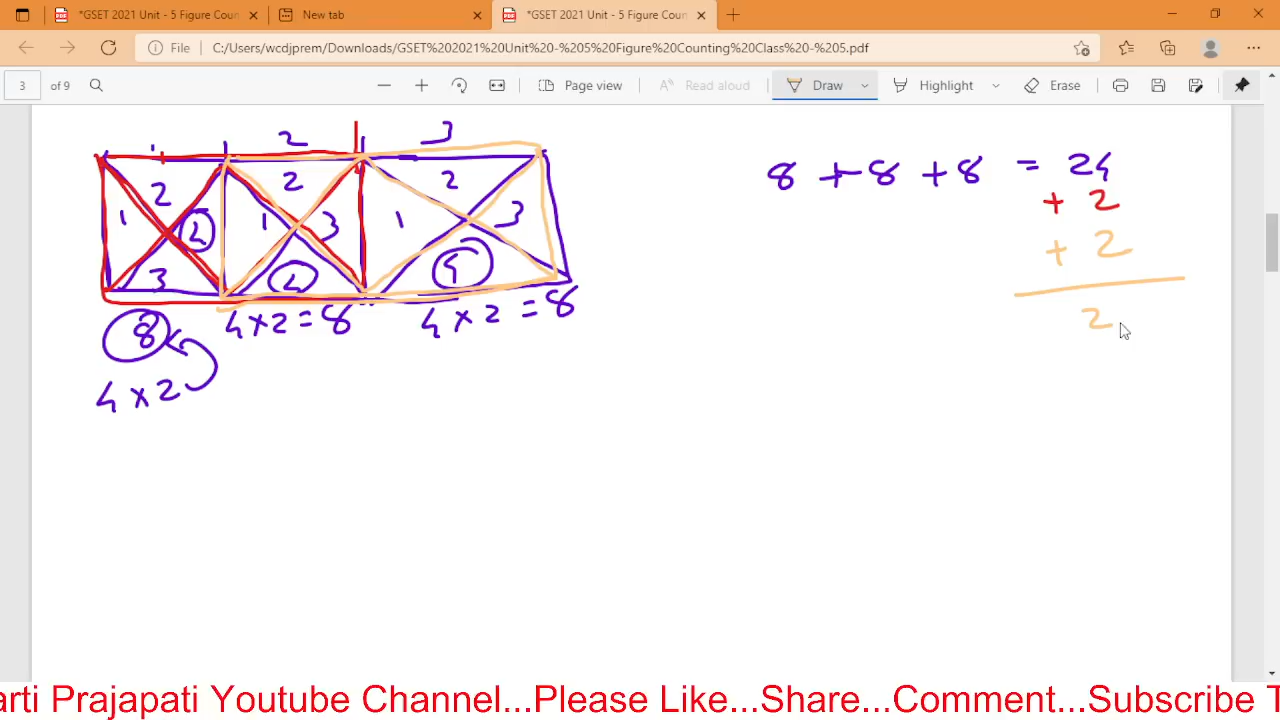 *GSET 2021 Unit - 5 Figure Coun
New tab
*GSET 2021 Unit - 5 Figure Coun
File
C:/Users/wcdjprem/Downloads/GSET%202021%20Unit%20-%205%20Figure%20Counting%20Class%20-%205.pdf
3 of 9
Page view
Read aloud
Draw
Highlight
Erase
1 2 3
2 2 2
1 2 1 3 1 3
3 4
8 4 x 2 = 8 4 x 2 = 8
4 x 2
8 + 8 + 8 = 24
+ 2
+ 2
2
arti Prajapati Youtube Channel...Please Like...Share...Comment...Subscribe T